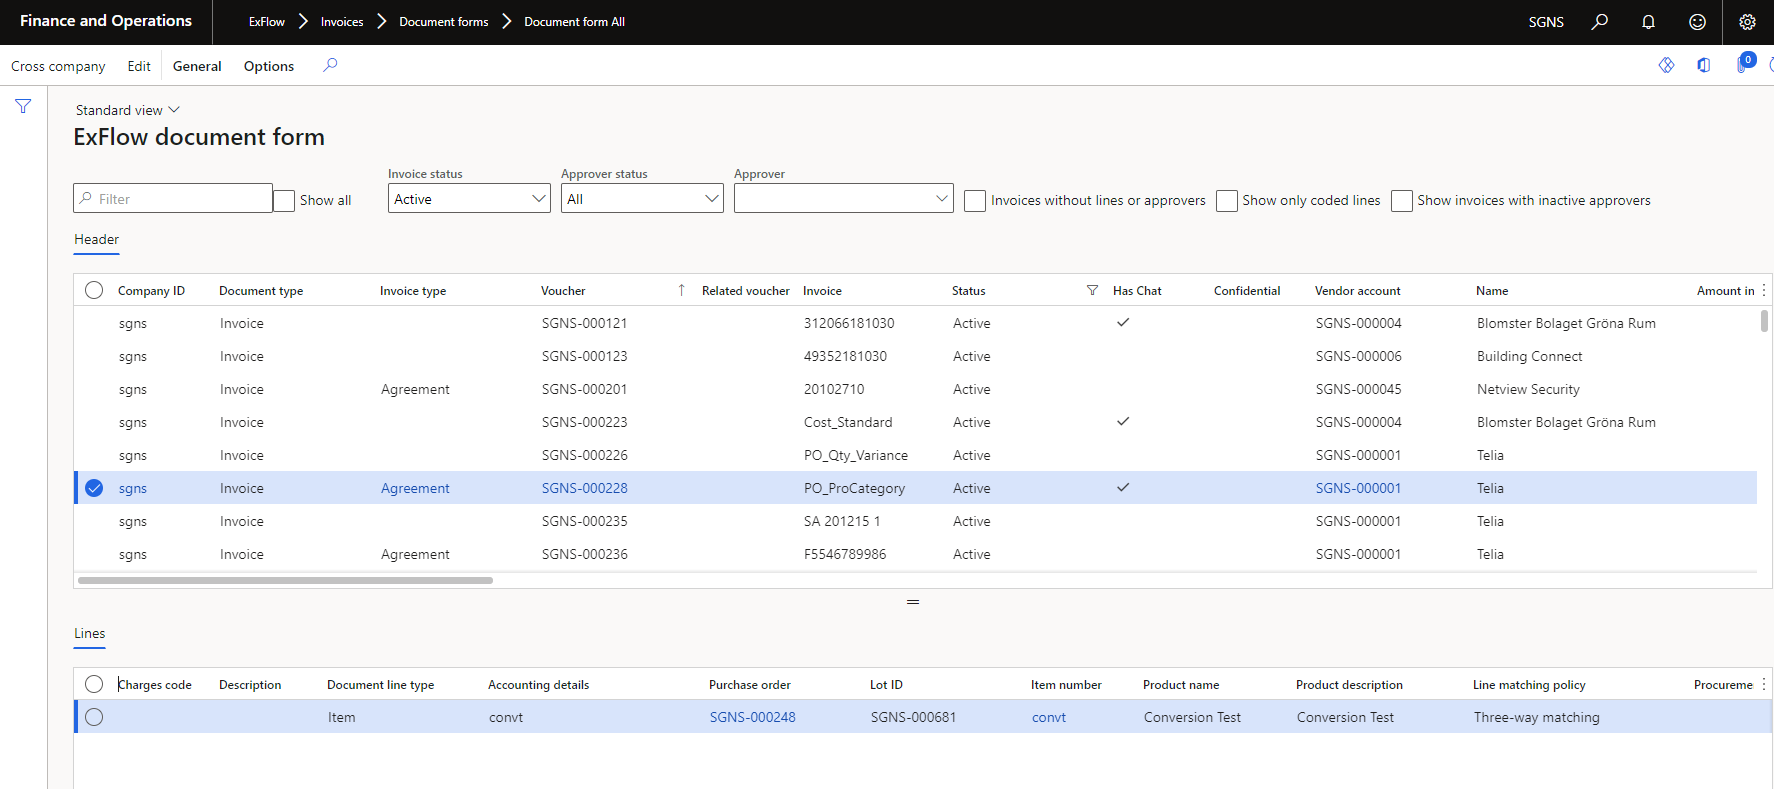 Finance and Operations ExFlow Invoices Document forms Document form All SGNS
Cross company Edit General Options 0
Standard view
ExFlow document form
Invoice status Approver status Approver
Filter Show all Active All Invoices without lines or approvers Show only coded lines Show invoices with inactive approvers
Header
Company ID Document type Invoice type Voucher Related voucher Invoice Status Has Chat Confidential Vendor account Name Amount in
sgns Invoice SGNS-000121 312066181030 Active SGNS-000004 Blomster Bolaget Gröna Rum
sgns Invoice SGNS-000123 49352181030 Active SGNS-000006 Building Connect
sgns Invoice Agreement SGNS-000201 20102710 Active SGNS-000045 Netview Security
sgns Invoice SGNS-000223 Cost_Standard Active SGNS-000004 Blomster Bolaget Gröna Rum
sgns Invoice SGNS-000226 PO_Qty_Variance Active SGNS-000001 Telia
sgns Invoice Agreement SGNS-000228 PO_ProCategory Active SGNS-000001 Telia
sgns Invoice SGNS-000235 SA 201215 1 Active SGNS-000001 Telia
sgns Invoice Agreement SGNS-000236 F5546789986 Active SGNS-000001 Telia
Lines
Charges code Description Document line type Accounting details Purchase order Lot ID Item number Product name Product description Line matching policy Procureme
Item convt SGNS-000248 SGNS-000681 convt Conversion Test Conversion Test Three-way matching